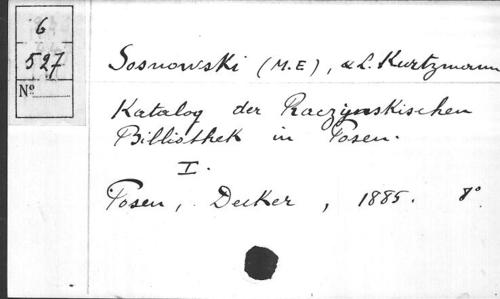 6
527
Nº
Sosnowski (M.E), & L. Kurtzmann
Katalog der Raczynskischen
Bibliothek in Posen.
I.
Posen, Decker, 1885. 8°